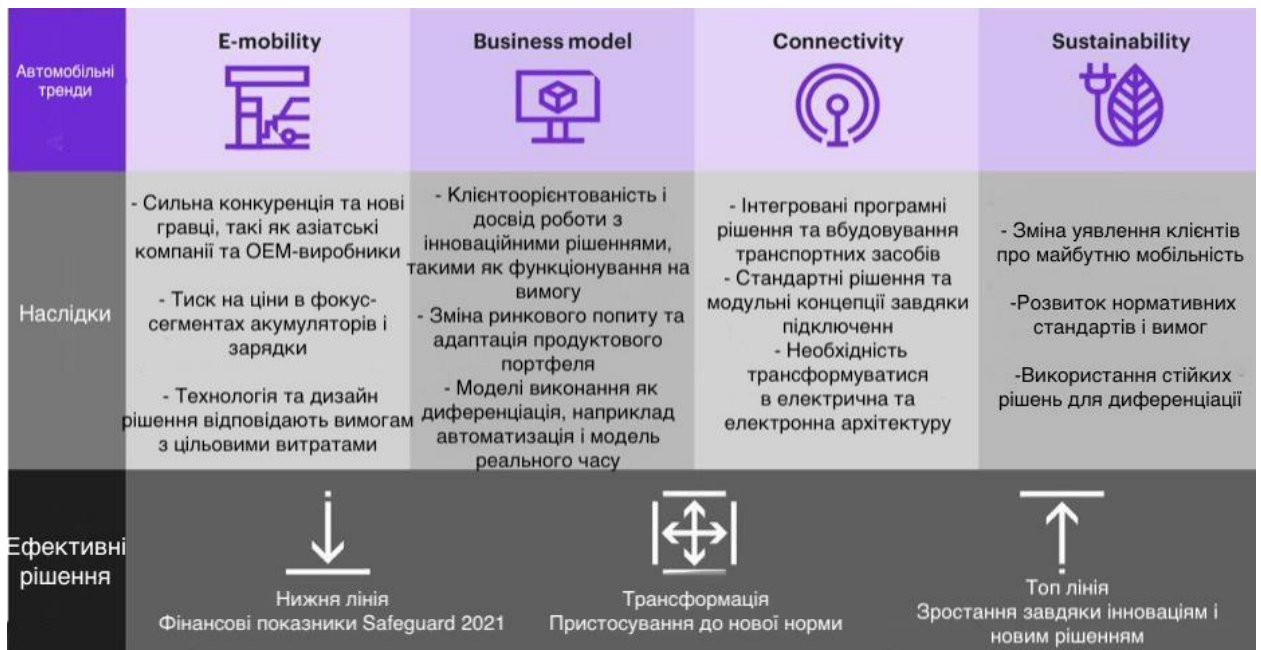 Автомобільні
тренди
E-mobility
Business model
Connectivity
Sustainability
Наслідки
- Сильна конкуренція та нові
гравці, такі як азіатські
компанії та ОЕМ-виробники
- Тиск на ціни в фокус-
сегментах акумуляторів і
зарядки
- Технологія та дизайн
рішення відповідають вимогам
з цільовими витратами
- Клієнтоорієнтованість і
досвід роботи з
інноваційними рішеннями,
такими як функціонування на
вимогу
- Зміна ринкового попиту та
адаптація продуктового
портфеля
- Моделі виконання як
диференціація, наприклад
автоматизація і модель
реального часу
- Інтегровані програмні
рішення та вбудовування
транспортних засобів
- Стандартні рішення та
модульні концепції завдяки
підключенн
- Необхідність
трансформуватися
в електрична та
електронна архітектуру
- Зміна уявлення клієнтів
про майбутню мобільність
-Розвиток нормативних
стандартів і вимог
-Використання стійких
рішень для диференціації
Ефективні
рішення
Нижня лінія
Фінансові показники Safeguard 2021
Трансформація
Пристосування до нової норми
Топ лінія
Зростання завдяки інноваціям і
новим рішенням